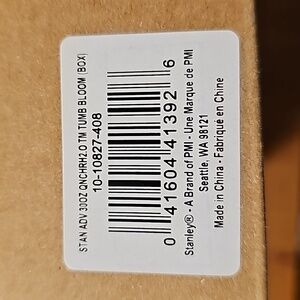 STAN ADV 30OZ QNCHRH2.0 TM TUMB BLOOM (BOX)
10-10827-408
0 41604 41392 6
Stanley® - A Brand of PMI - Une Marque de PMI
Seattle, WA 98121
Made in China - Fabriqué en Chine